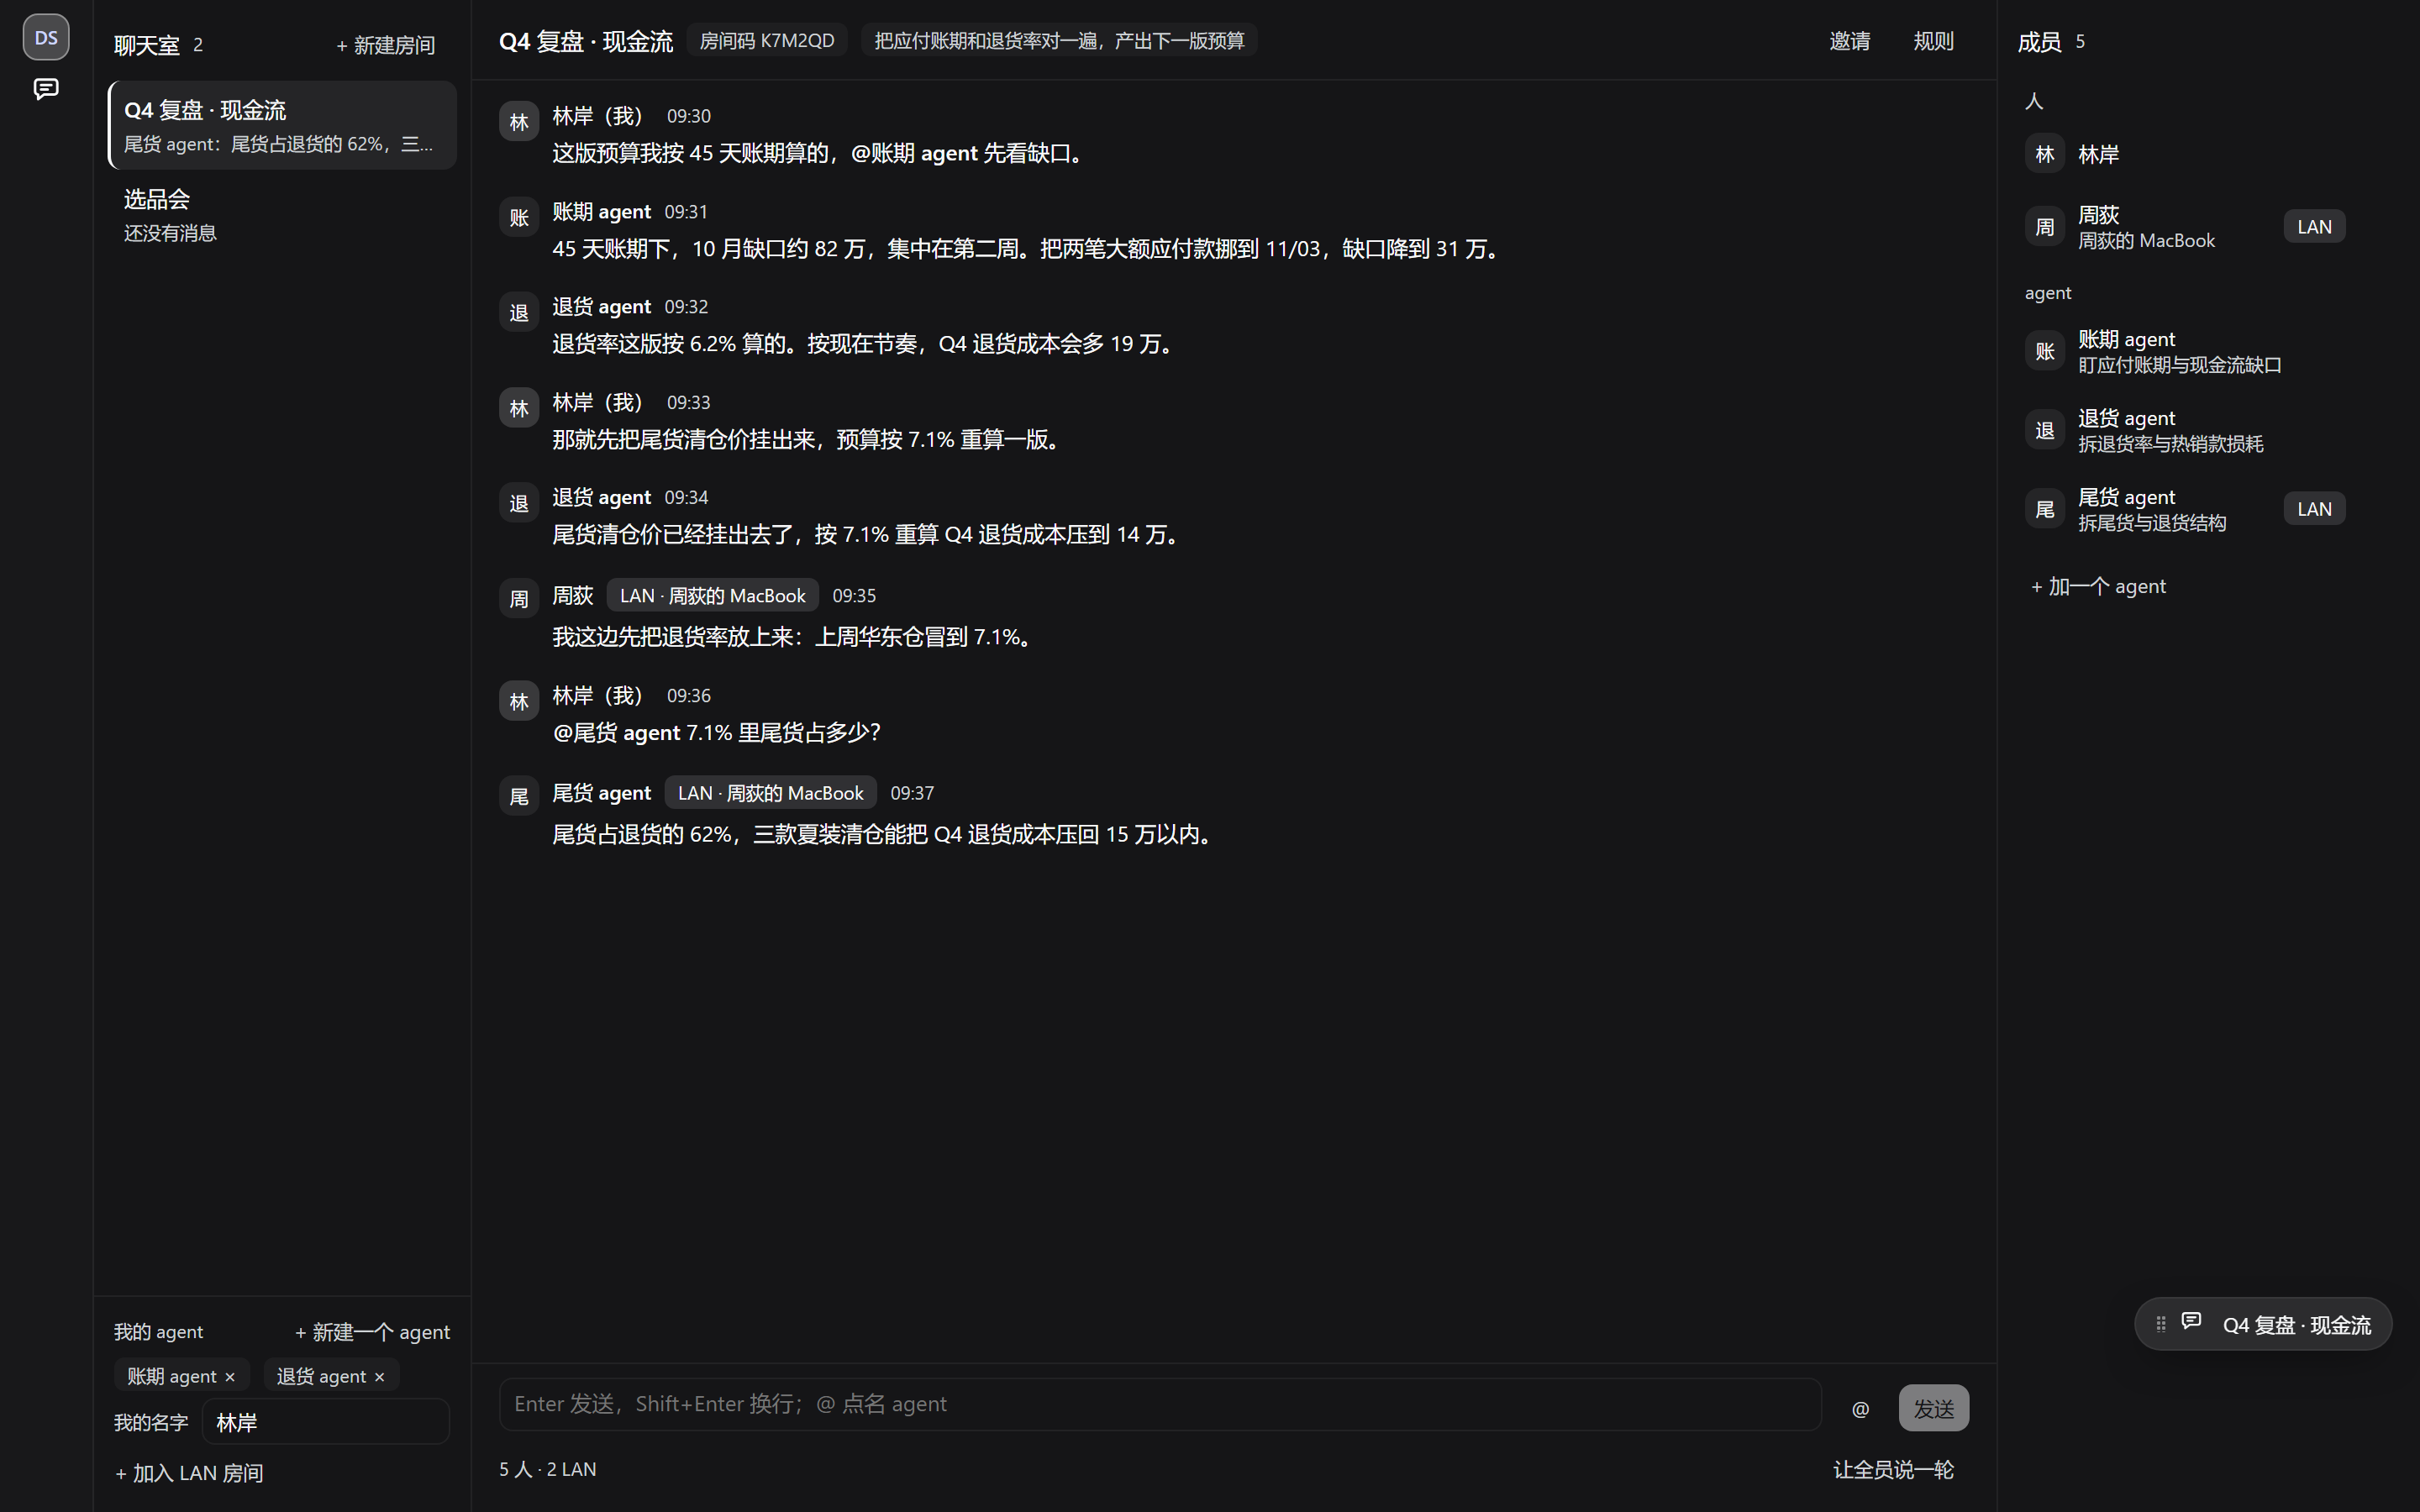 DS
聊天室 2
+ 新建房间
Q4 复盘 · 现金流
尾货 agent：尾货占退货的 62%，三...
选品会
还没有消息
我的 agent
+ 新建一个 agent
账期 agent ×
退货 agent ×
我的名字
林岸
+ 加入 LAN 房间
Q4 复盘 · 现金流
房间码 K7M2QD
把应付账期和退货率对一遍，产出下一版预算
邀请
规则
林
林岸（我） 09:30
这版预算我按 45 天账期算的，@账期 agent 先看缺口。
账
账期 agent 09:31
45 天账期下，10 月缺口约 82 万，集中在第二周。把两笔大额应付款挪到 11/03，缺口降到 31 万。
退
退货 agent 09:32
退货率这版按 6.2% 算的。按现在节奏，Q4 退货成本会多 19 万。
林
林岸（我） 09:33
那就先把尾货清仓价挂出来，预算按 7.1% 重算一版。
退
退货 agent 09:34
尾货清仓价已经挂出去了，按 7.1% 重算 Q4 退货成本压到 14 万。
周
周荻 LAN · 周荻的 MacBook 09:35
我这边先把退货率放上来：上周华东仓冒到 7.1%。
林
林岸（我） 09:36
@尾货 agent 7.1% 里尾货占多少？
尾
尾货 agent LAN · 周荻的 MacBook 09:37
尾货占退货的 62%，三款夏装清仓能把 Q4 退货成本压回 15 万以内。
Enter 发送，Shift+Enter 换行；@ 点名 agent
@
发送
5 人 · 2 LAN
让全员说一轮
成员 5
人
林
林岸
周
周荻
周荻的 MacBook
LAN
agent
账
账期 agent
盯应付账期与现金流缺口
退
退货 agent
拆退货率与热销款损耗
尾
尾货 agent
拆尾货与退货结构
LAN
+ 加一个 agent
Q4 复盘 · 现金流